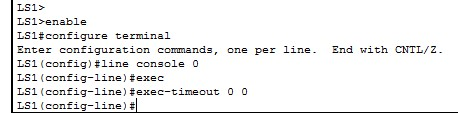 LS1>
LS1>enable
LS1#configure terminal
Enter configuration commands, one per line.  End with CNTL/Z.
LS1(config)#line console 0
LS1(config-line)#exec
LS1(config-line)#exec-timeout 0 0
LS1(config-line)#